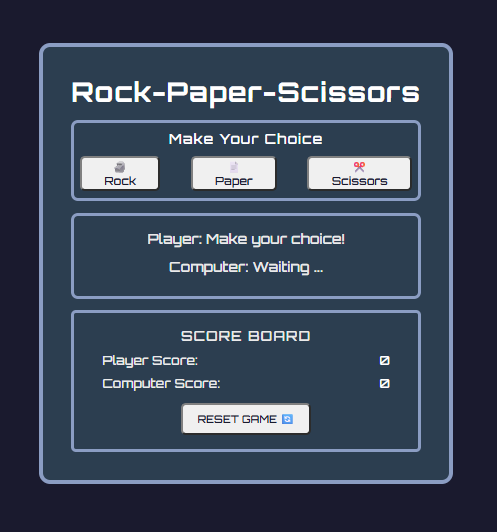 Rock-Paper-Scissors
Make Your Choice
Rock
Paper
Scissors
Player: Make your choice!
Computer: Waiting ...
SCORE BOARD
Player Score: 0
Computer Score: 0
RESET GAME 🔄